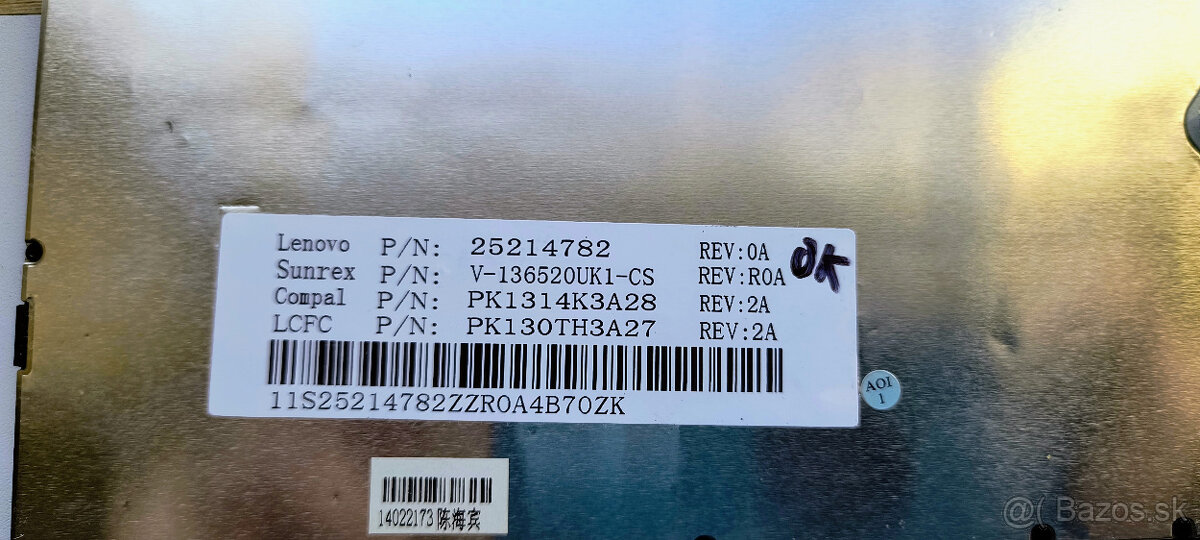 Lenovo P/N: 25214782 REV:0A
Sunrex P/N: V-136520UK1-CS REV:R0A
Compal P/N: PK1314K3A28 REV:2A
LCFC P/N: PK130TH3A27 REV:2A
OK
11S25214782ZZR0A4B70ZK
AOI
1
14022173 陈海宾
@( Bazos.sk